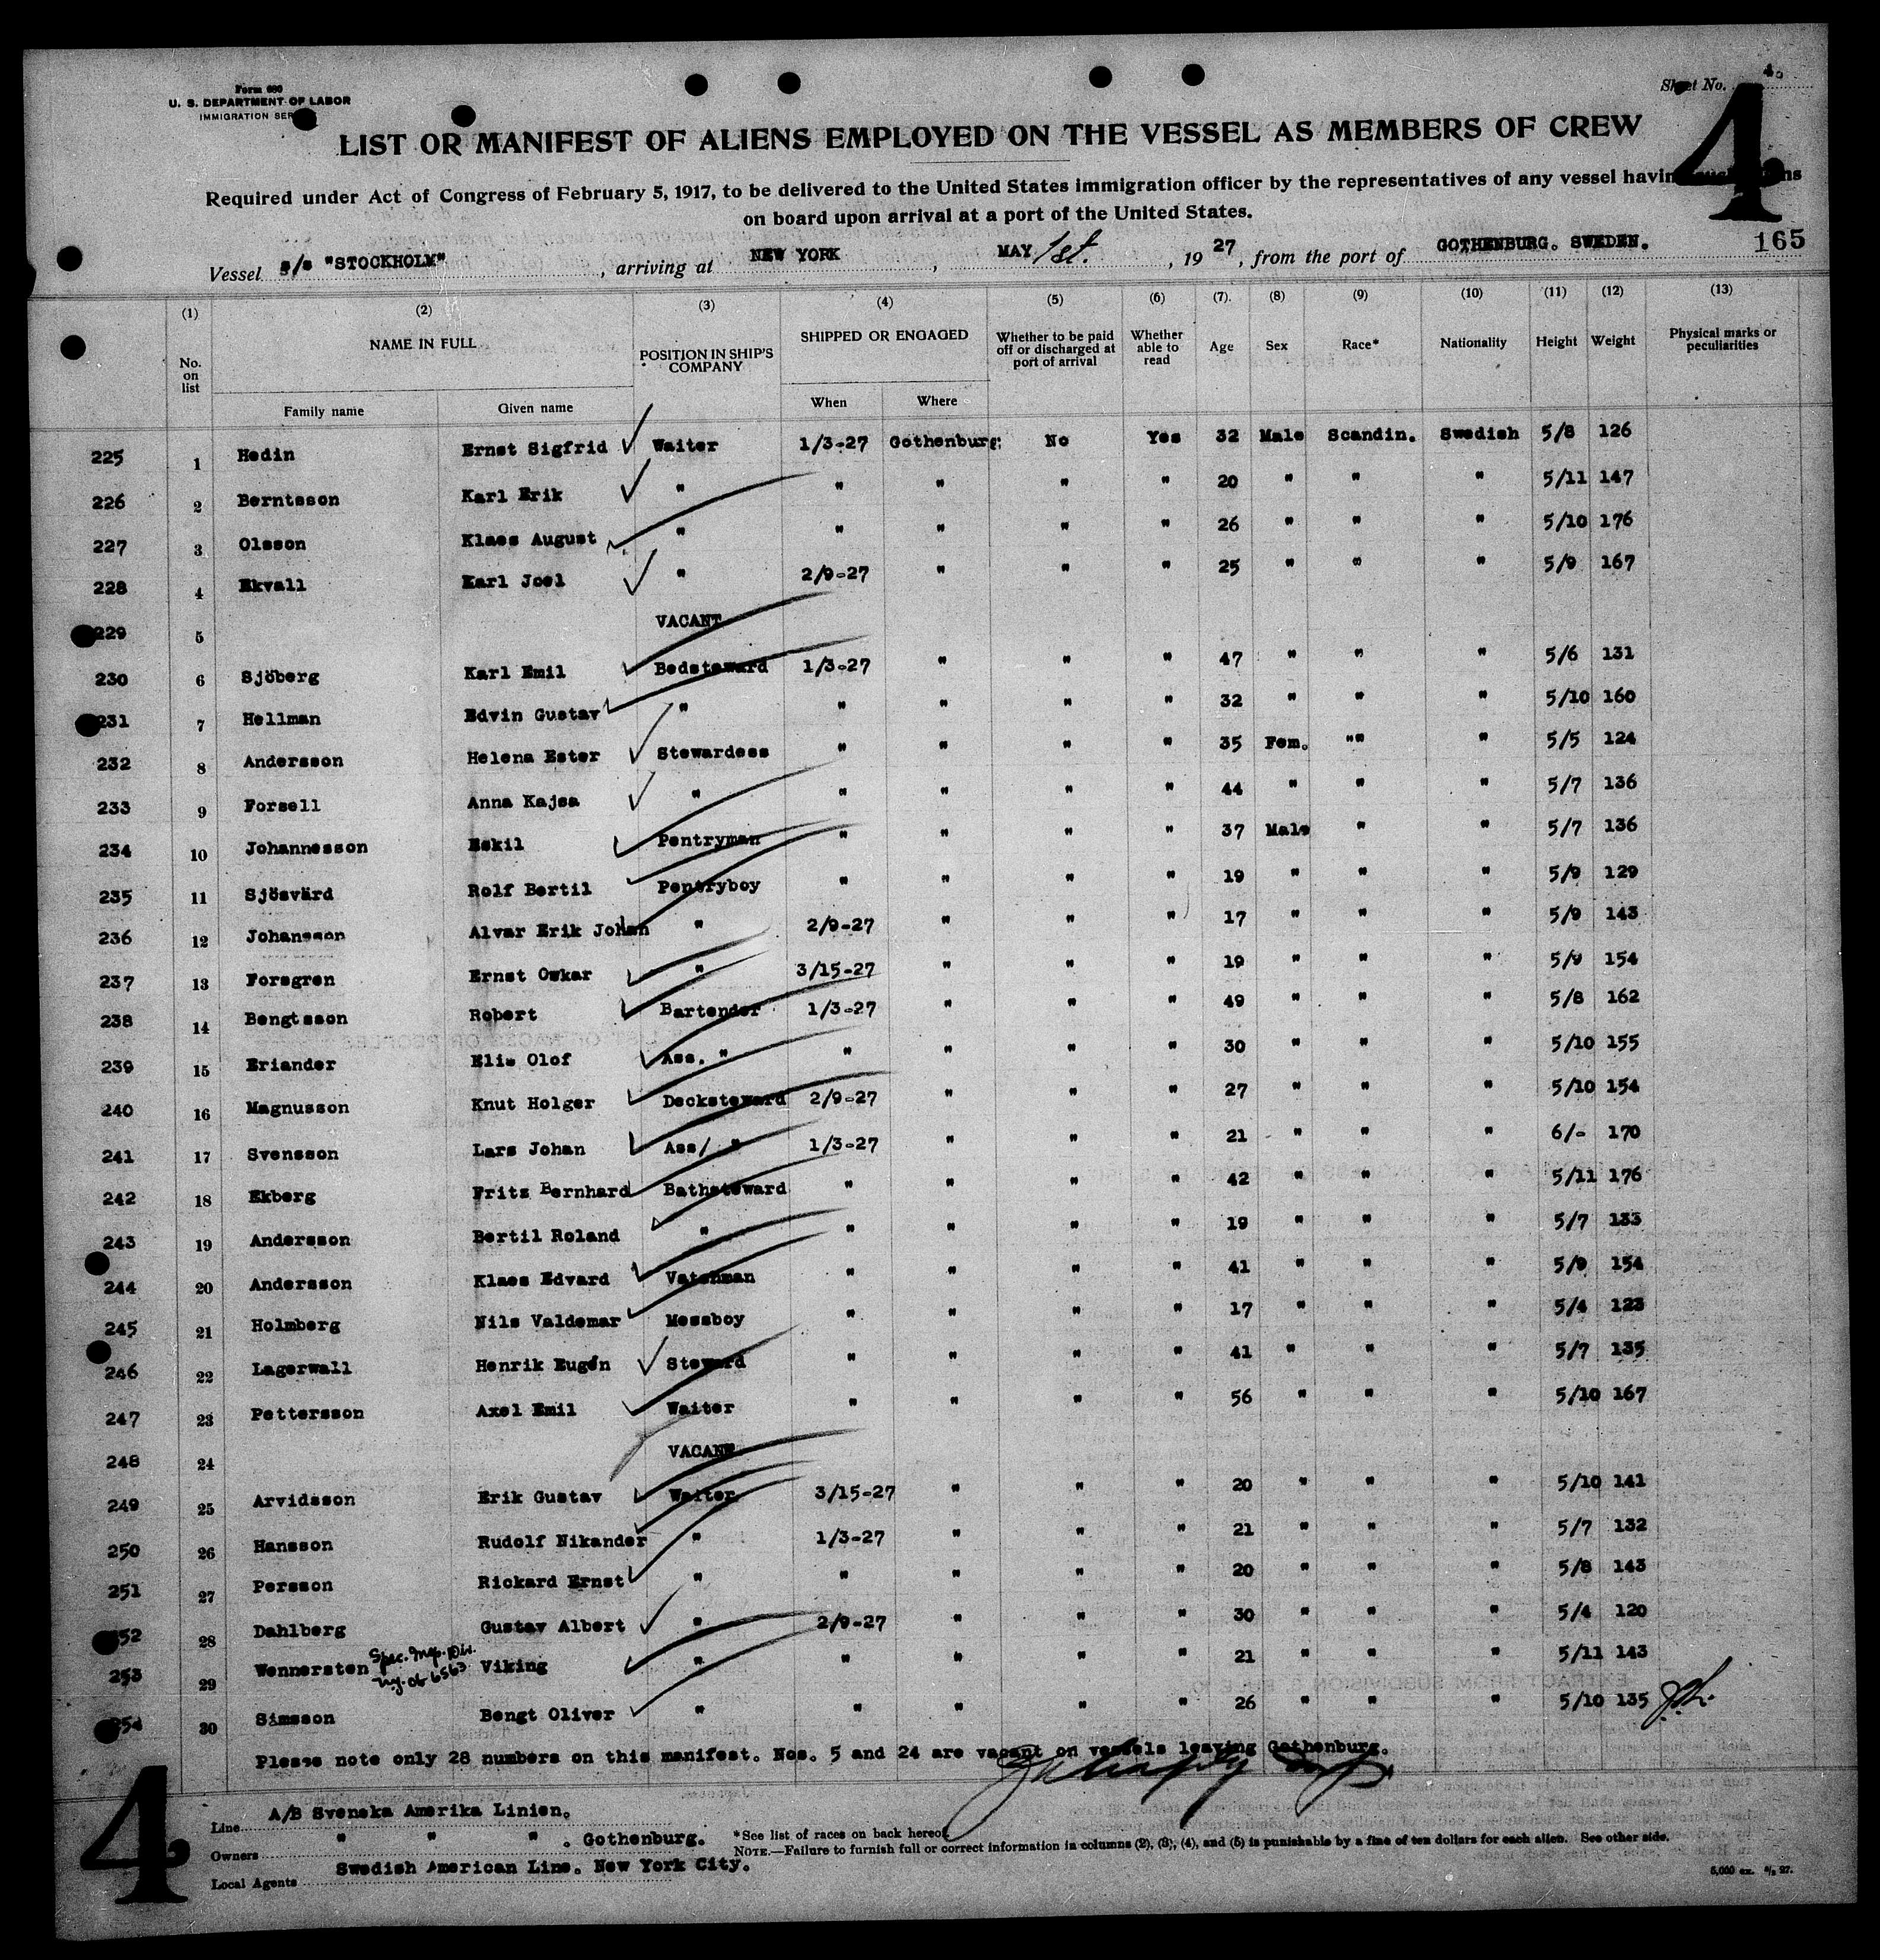 Form 680
U. S. DEPARTMENT OF LABOR
IMMIGRATION
Sheet No. 4.
4
LIST OR MANIFEST OF ALIENS EMPLOYED ON THE VESSEL AS MEMBERS OF CREW
Required under Act of Congress of February 5, 1917, to be delivered to the United States immigration officer by the representatives of any vessel having such aliens
on board upon arrival at a port of the United States.
165
Vessel s/s "STOCKHOLM", arriving at NEW YORK, MAY 1st., 1927, from the port of GOTHENBURG. SWEDEN.
(1) (2) (3) (4) (5) (6) (7). (8) (9) (10) (11) (12) (13)
No. on list NAME IN FULL POSITION IN SHIP'S COMPANY SHIPPED OR ENGAGED Whether to be paid off or discharged at port of arrival Whether able to read Age Sex Race* Nationality Height Weight Physical marks or peculiarities
Family name Given name When Where
225 1 Hedin Ernst Sigfrid Waiter 1/3-27 Gothenburg. No Yes 32 Male Scandin. Swedish 5/8 126
226 2 Berntsson Karl Erik " " " " " 20 " " " 5/11 147
227 3 Olsson Klaes August " " " " " 26 " " " 5/10 176
228 4 Ekvall Karl Joel " 2/9-27 " " " 25 " " " 5/9 167
229 5 VACANT
230 6 Sjöberg Karl Emil Bedsteward 1/3-27 " " " 47 " " " 5/6 131
231 7 Hellman Edvin Gustav " " " " " 32 " " " 5/10 160
232 8 Andersson Helena Ester Stewardess " " " " 35 Fem. "" " 5/5 124
233 9 Forsell Anna Kajsa " " " " " 44 " " " 5/7 136
234 10 Johannesson Eskil Pentryman " " " " 37 Male " " 5/7 136
235 11 Sjösvärd Rolf Bertil Pentryboy " " " " 19 " " " 5/9 129
236 12 Johansson Alvar Erik Johan " 2/9-27 " " " 17 " " " 5/9 143
237 13 Forsgren Ernst Oskar " 3/15-27 " " " 19 " " " 5/9 154
238 14 Bengtsson Robert Bartender 1/3-27 " " " 49 " " " 5/8 162
239 15 Eriander Elis Olof Ass. " " " " " 30 " " " 5/10 155
240 16 Magnusson Knut Holger Decksteward 2/9-27 " " " 27 " " " 5/10 154
241 17 Svensson Lars Johan Ass/ " 1/3-27 " " " 21 " " " 6/- 170
242 18 Ekberg Fritz Bernhard Bathsteward " " " " 42 " " " 5/11 176
243 19 Andersson Bertil Roland " " " " " 19 " " " 5/7 133
244 20 Andersson Klaes Edvard Vatchman " " " " 41 " " " 5/9 154
245 21 Holmberg Nils Valdemar Messboy " " " " 17 " " " 5/4 123
246 22 Lagerwall Henrik Eugén Steward " " " " 41 " " " 5/7 135
247 23 Pettersson Axel Emil Waiter " " " " 56 " " " 5/10 167
248 24 VACANT
249 25 Arvidsson Erik Gustav Waiter 3/15-27 " " " 20 " " " 5/10 141
250 26 Hansson Rudolf Nikander " 1/3-27 " " " 21 " " " 5/7 132
251 27 Persson Rickard Ernst " " " " " 20 " " " 5/8 143
252 28 Dahlberg Gustav Albert " 2/9-27 " " " 30 " " " 5/4 120
Spec. Insp. Div.
253 29 Wennersten Viking " " " " " 21 " " " 5/11 143
254 30 Simsson Bengt Oliver " " " " " 26 " " " 5/10 135
Please note only 28 numbers on this manifest. Nos. 5 and 24 are vacant on vessels leaving Gothenburg.
4
Line A/B Svenska Amerika Linien.
Owners " " " . Gothenburg.
Local Agents Swedish American Line. New York City.
*See list of races on back hereof.
NOTE.—Failure to furnish full or correct information in columns (2), (3), (4), and (5) is punishable by a fine of ten dollars for each alien. See other side.